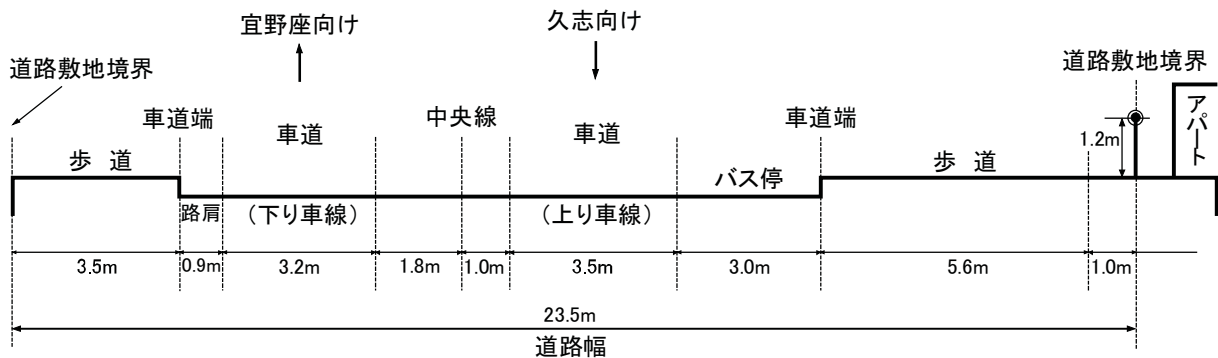 宜野座向け
久志向け
道路敷地境界
道路敷地境界
車道端
車道
中央線
車道
車道端
アパート
1.2m
歩 道
バス停
歩 道
路肩
(下り車線)
(上り車線)
3.5m
0.9m
3.2m
1.8m
1.0m
3.5m
3.0m
5.6m
1.0m
23.5m
道路幅